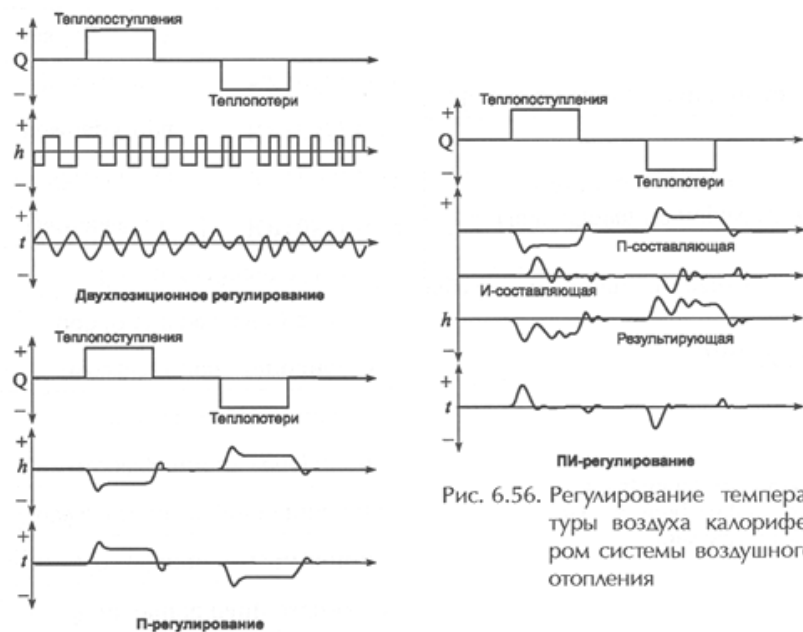 Теплопоступления
+
Q
−
Теплопотери
+
h
−
+
t
−
Двухпозиционное регулирование
Теплопоступления
+
Q
−
Теплопотери
+
h
−
+
t
−
П-регулирование
Теплопоступления
+
Q
−
Теплопотери
+
П-составляющая
И-составляющая
h
−
Результирующая
+
t
−
ПИ-регулирование
Рис. 6.56. Регулирование темпера
туры воздуха калорифе
ром системы воздушног
отопления